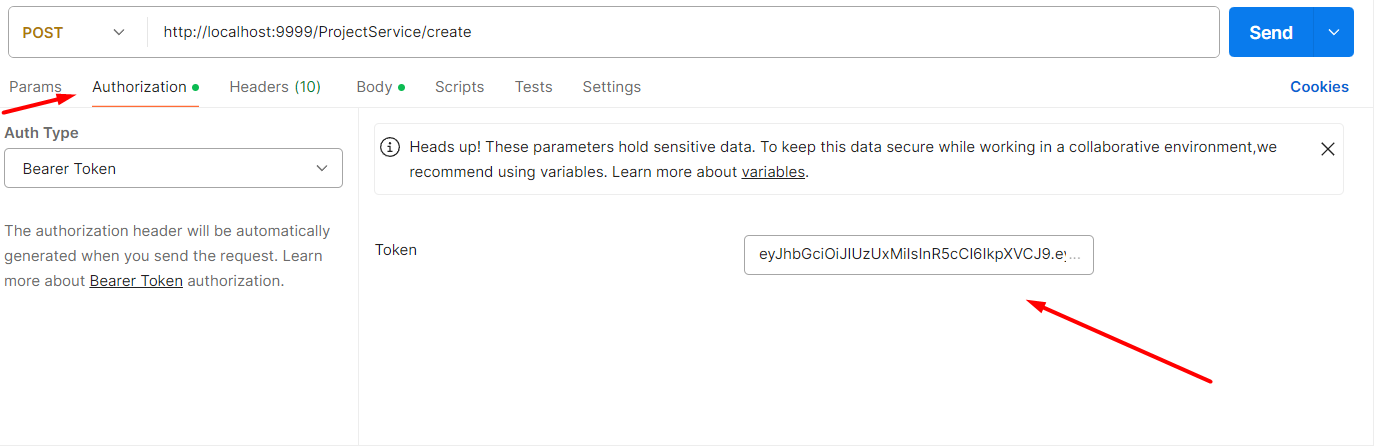 POST
http://localhost:9999/ProjectService/create
Send
Params
Authorization
Headers (10)
Body
Scripts
Tests
Settings
Cookies
Auth Type
Bearer Token
The authorization header will be automatically
generated when you send the request. Learn
more about Bearer Token authorization.
Heads up! These parameters hold sensitive data. To keep this data secure while working in a collaborative environment,we
recommend using variables. Learn more about variables.
Token
eyJhbGciOiJIUzUxMiIsInR5cCI6IkpXVCJ9.ey...